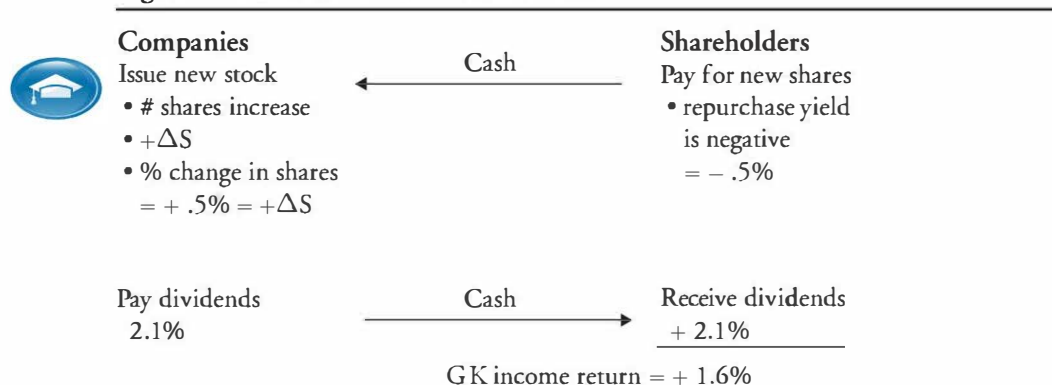 Companies
Issue new stock
• # shares increase
• +ΔS
• % change in shares
= + .5% = +ΔS
Cash
Shareholders
Pay for new shares
• repurchase yield
is negative
= − .5%
Pay dividends
2.1%
Cash
Receive dividends
+ 2.1%
GK income return = + 1.6%